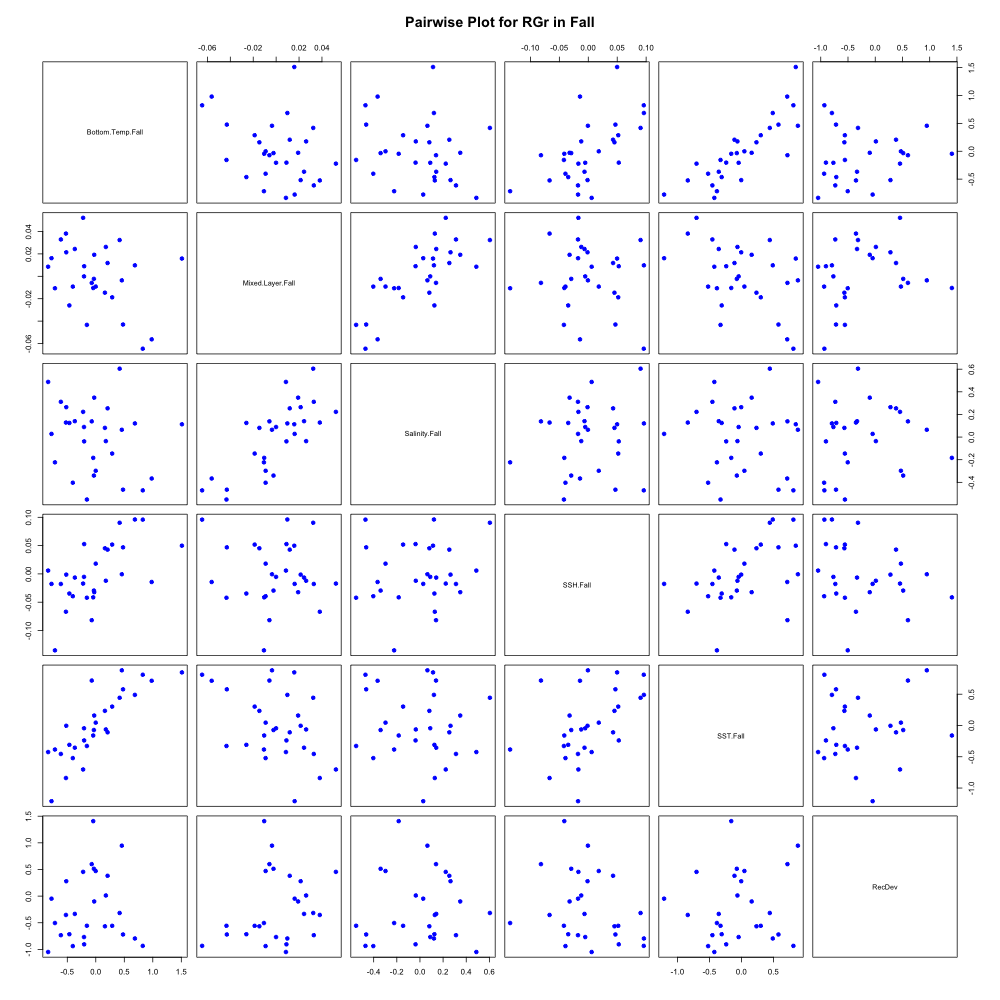 Pairwise Plot for RGr in Fall
-0.06 -0.02 0.02 0.04 -0.10 -0.05 0.00 0.05 0.10 -1.0 -0.5 0.0 0.5 1.0 1.5
Bottom.Temp.Fall
-0.5 0.0 0.5 1.0 1.5
Mixed.Layer.Fall
-0.06 -0.02 0.02 0.04
Salinity.Fall
-0.4 -0.2 0.0 0.2 0.4 0.6
SSH.Fall
-0.10 -0.05 0.00 0.05 0.10
SST.Fall
-1.0 -0.5 0.0 0.5
RecDev
-1.0 -0.5 0.0 0.5 1.0 1.5
-0.5 0.0 0.5 1.0 1.5 -0.4 -0.2 0.0 0.2 0.4 0.6 -1.0 -0.5 0.0 0.5